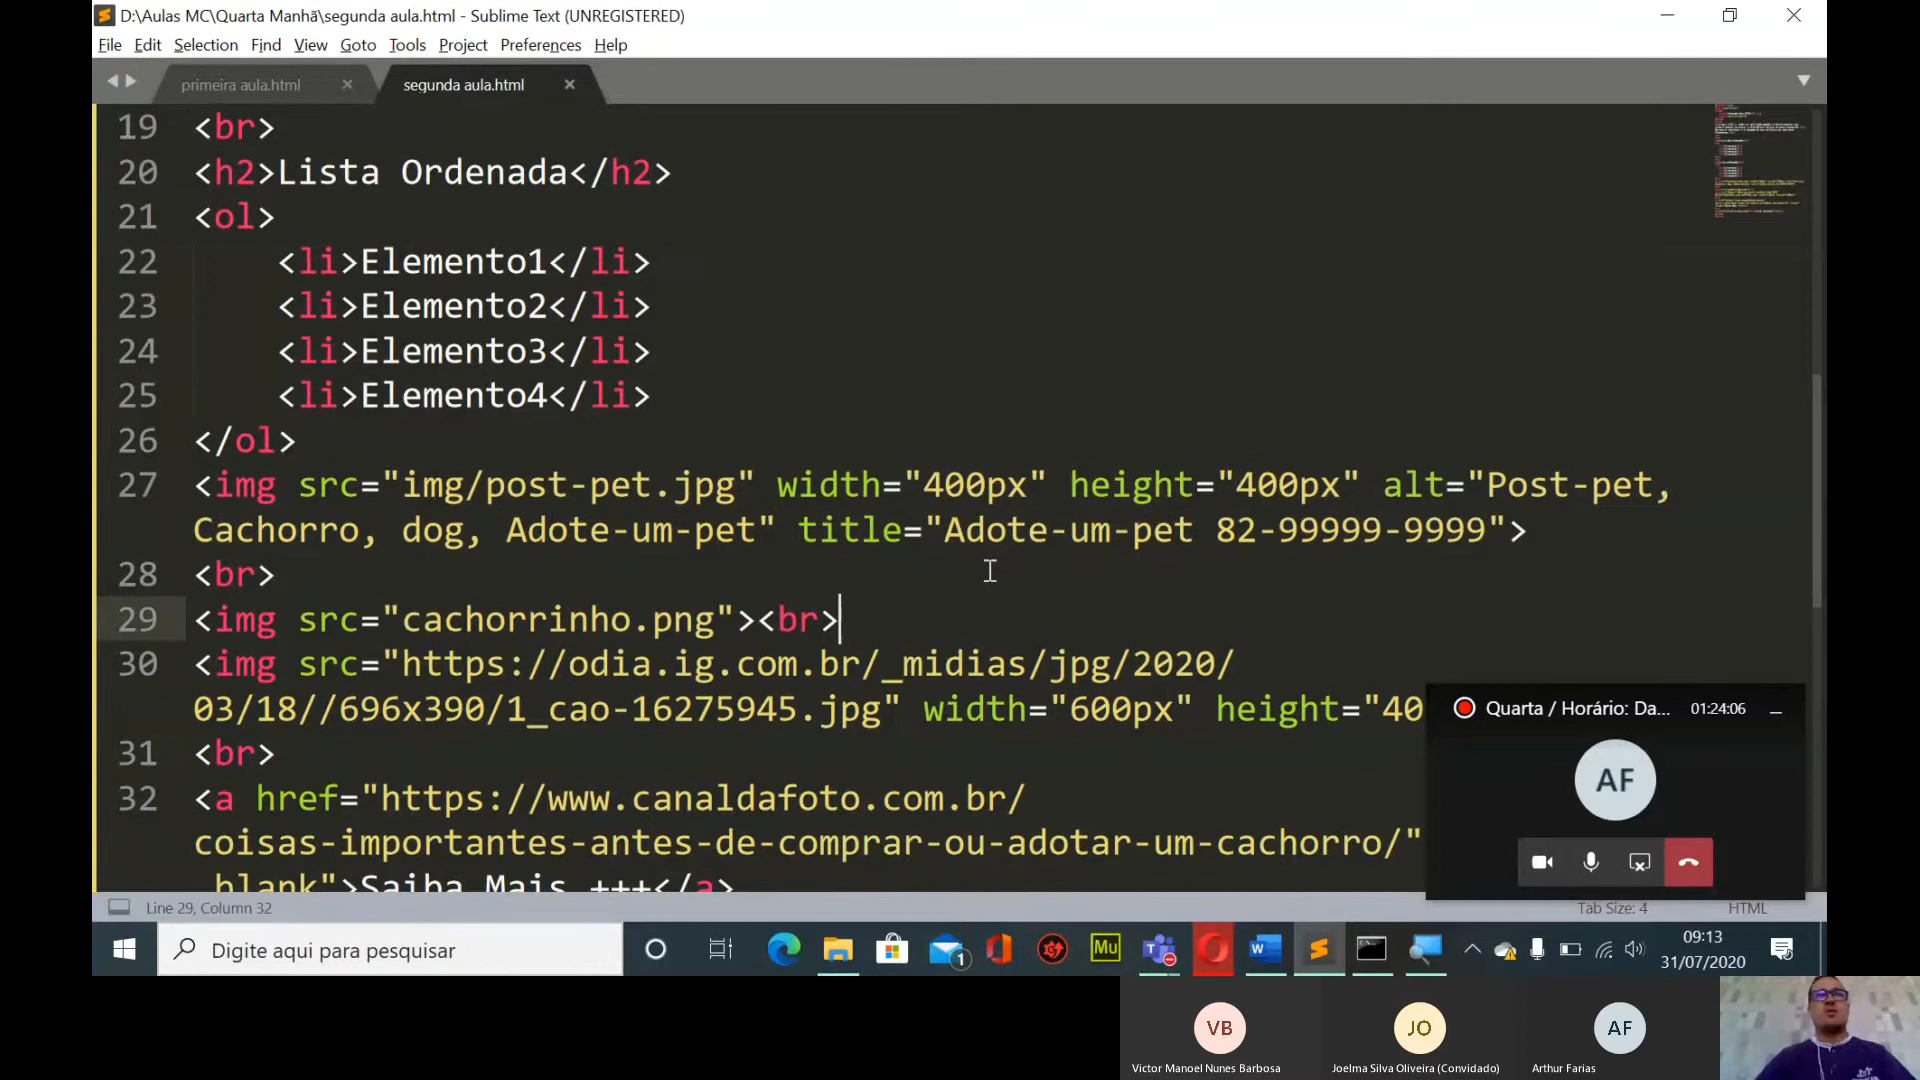 D:\Aulas MC\Quarta Manhã\segunda aula.html - Sublime Text (UNREGISTERED)
File Edit Selection Find View Goto Tools Project Preferences Help
primeira aula.html × segunda aula.html ×
19 <br>
20 <h2>Lista Ordenada</h2>
21 <ol>
22 <li>Elemento1</li>
23 <li>Elemento2</li>
24 <li>Elemento3</li>
25 <li>Elemento4</li>
26 </ol>
27 <img src="img/post-pet.jpg" width="400px" height="400px" alt="Post-pet,
Cachorro, dog, Adote-um-pet" title="Adote-um-pet 82-99999-9999">
28 <br>
29 <img src="cachorrinho.png"><br>
30 <img src="https://odia.ig.com.br/_midias/jpg/2020/
03/18//696x390/1_cao-16275945.jpg" width="600px" height="40
31 <br>
32 <a href="https://www.canaldafoto.com.br/
coisas-importantes-antes-de-comprar-ou-adotar-um-cachorro/"
_blank">Saiba Mais +++</a>
Quarta / Horário: Da... 01:24:06
AF
Line 29, Column 32
Tab Size: 4 HTML
Digite aqui para pesquisar
1
Mu
09:13
31/07/2020
VB JO AF
Victor Manoel Nunes Barbosa Joelma Silva Oliveira (Convidado) Arthur Farias